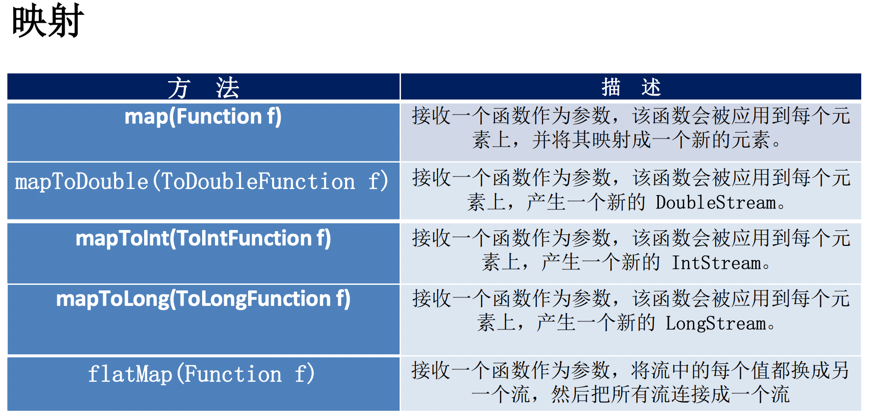 映射
方 法
描 述
map(Function f)
接收一个函数作为参数，该函数会被应用到每个元
素上，并将其映射成一个新的元素。
mapToDouble(ToDoubleFunction f)
接收一个函数作为参数，该函数会被应用到每个元
素上，产生一个新的 DoubleStream。
mapToInt(ToIntFunction f)
接收一个函数作为参数，该函数会被应用到每个元
素上，产生一个新的 IntStream。
mapToLong(ToLongFunction f)
接收一个函数作为参数，该函数会被应用到每个元
素上，产生一个新的 LongStream。
flatMap(Function f)
接收一个函数作为参数，将流中的每个值都换成另
一个流，然后把所有流连接成一个流